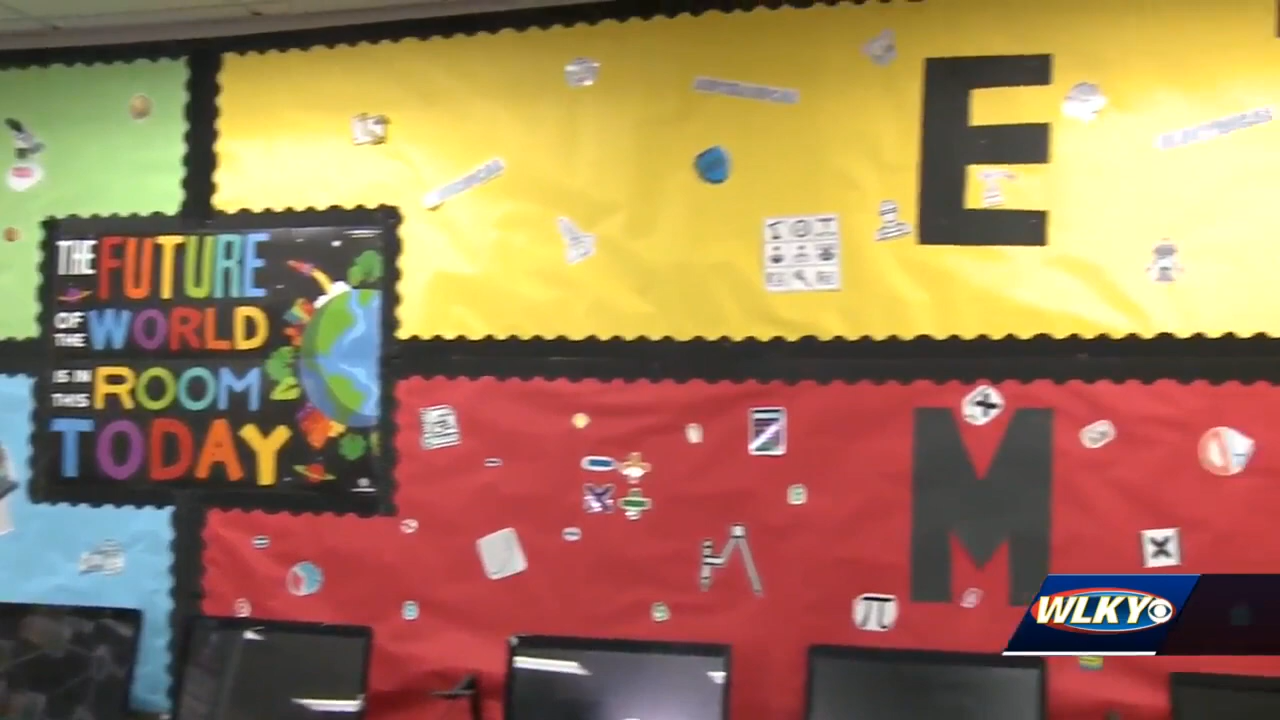 E
THE FUTURE
OF THE WORLD
IS IN THIS ROOM
TODAY
M
π
X
WLKY